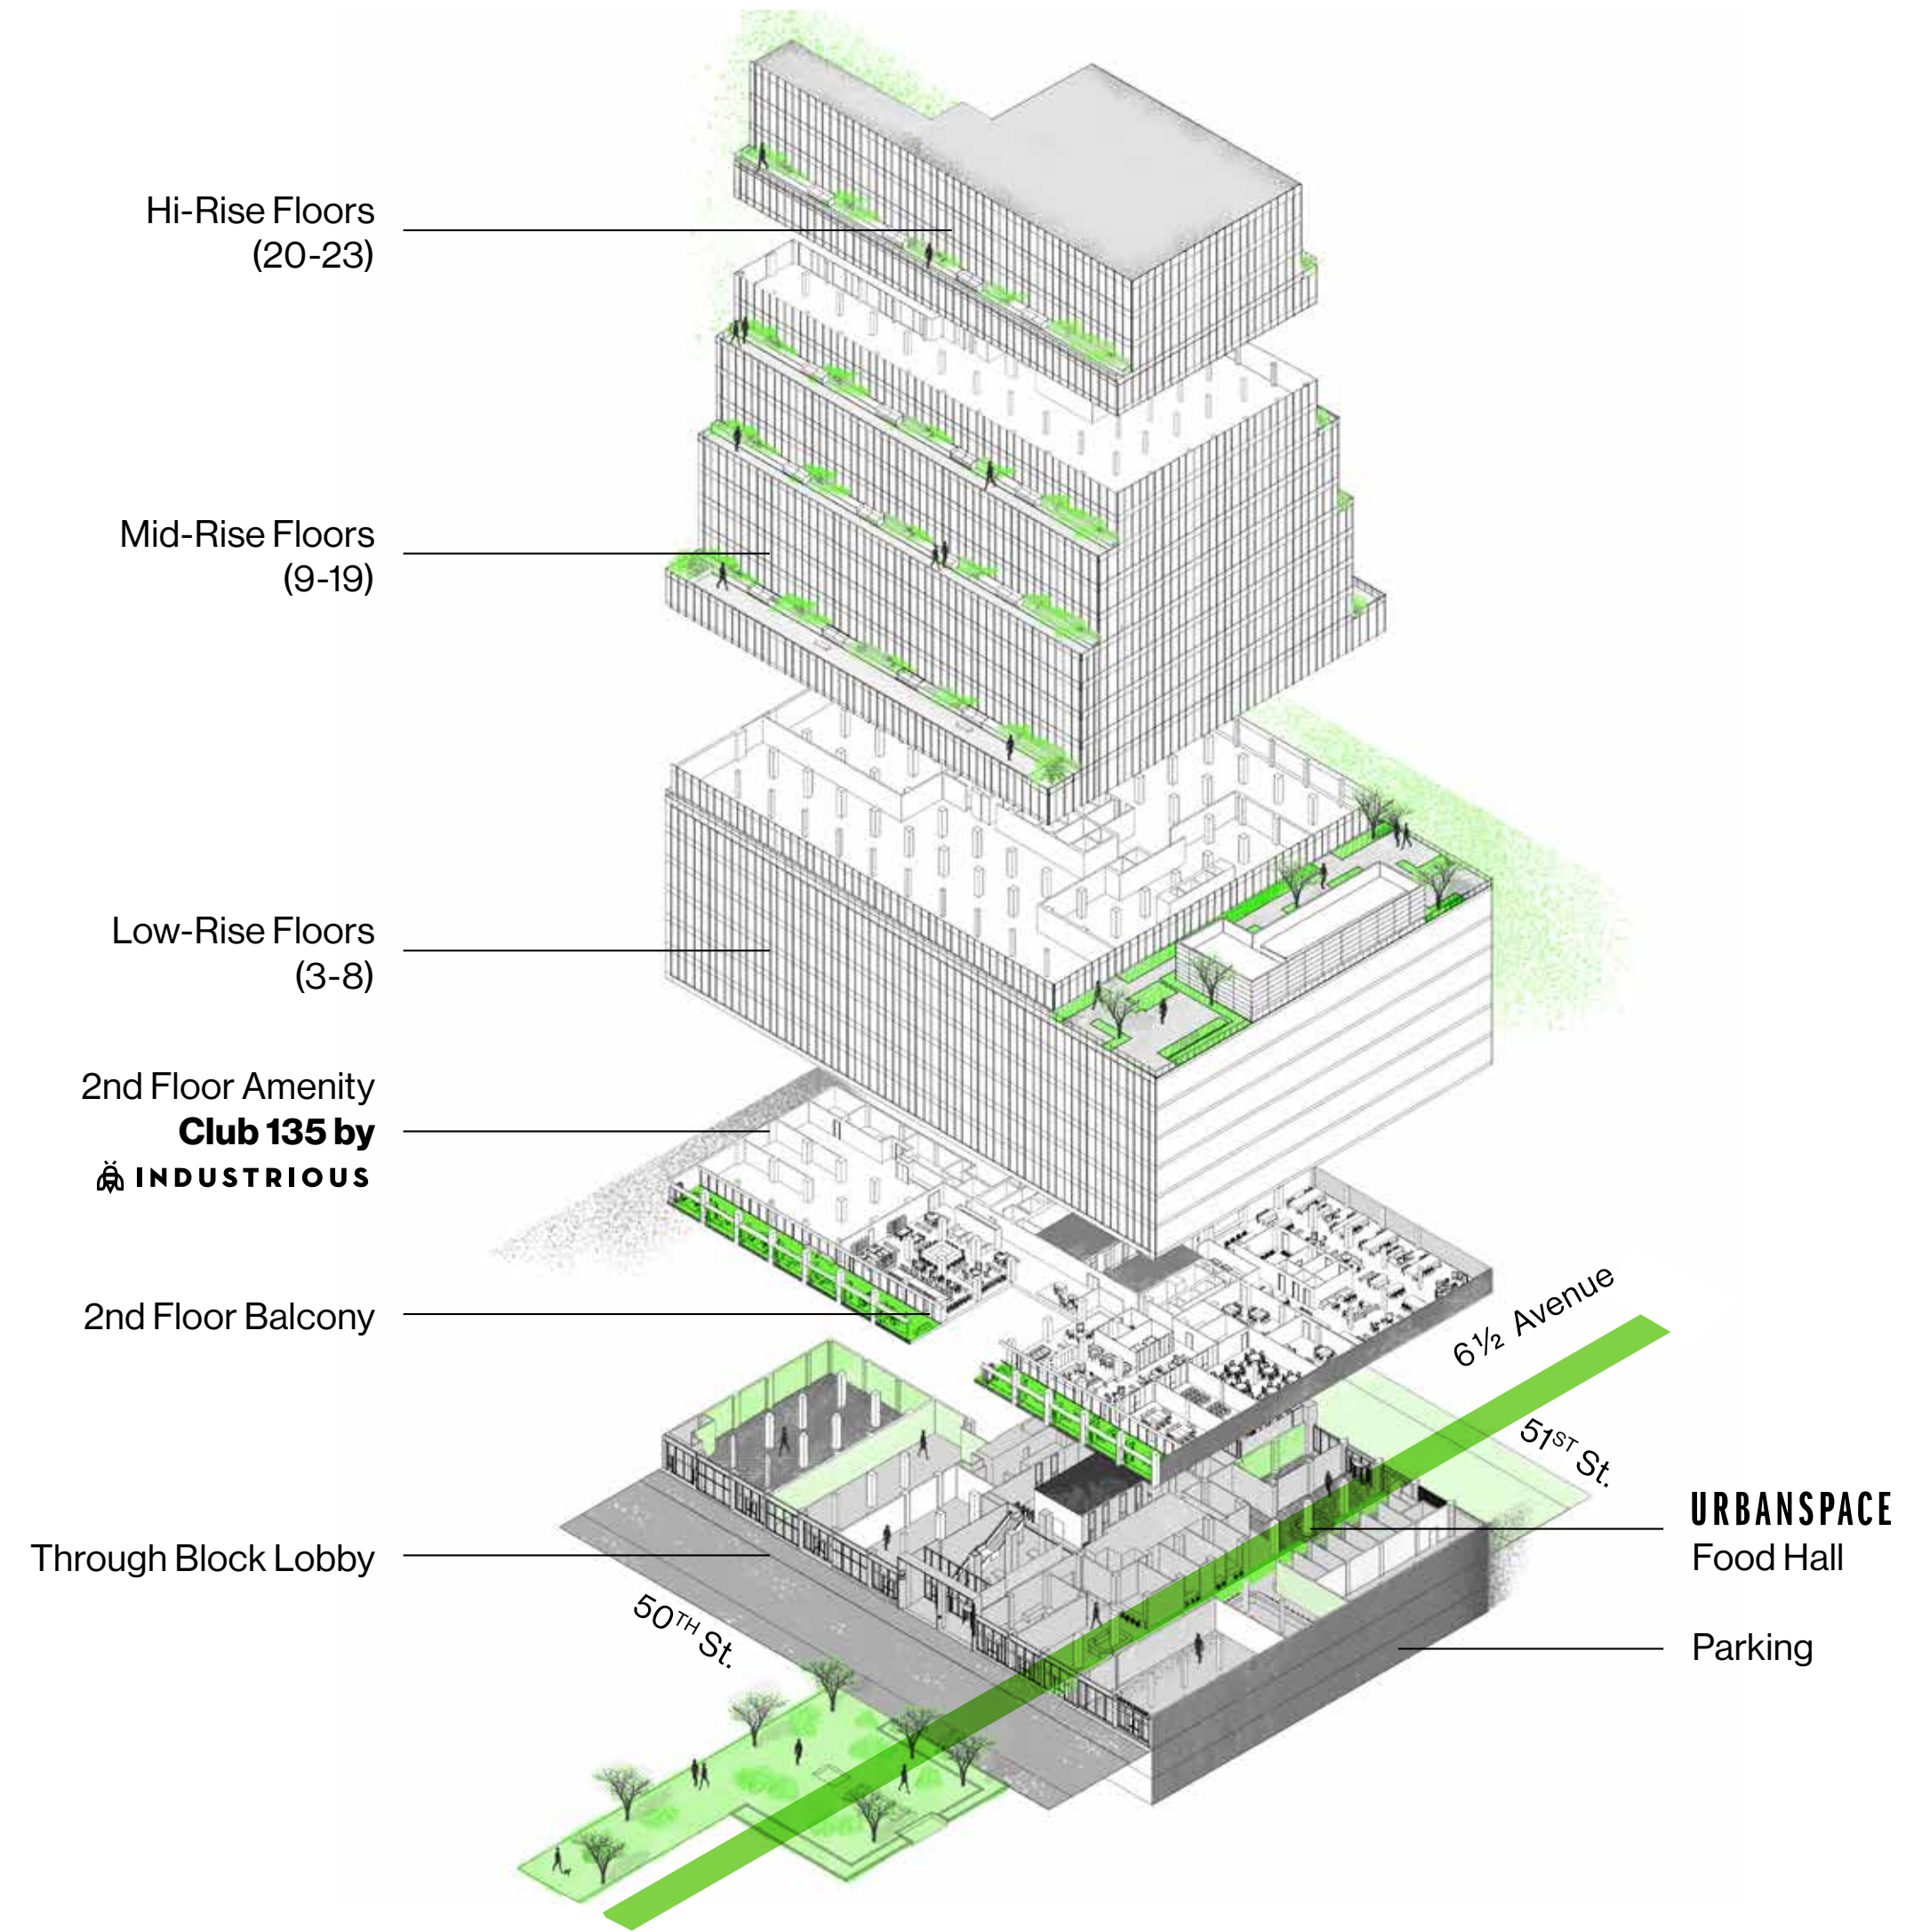 Hi-Rise Floors
(20-23)
Mid-Rise Floors
(9-19)
Low-Rise Floors
(3-8)
2nd Floor Amenity
Club 135 by
INDUSTRIOUS
2nd Floor Balcony
6½ Avenue
51ST St.
URBANSPACE
Food Hall
Through Block Lobby
50TH St.
Parking